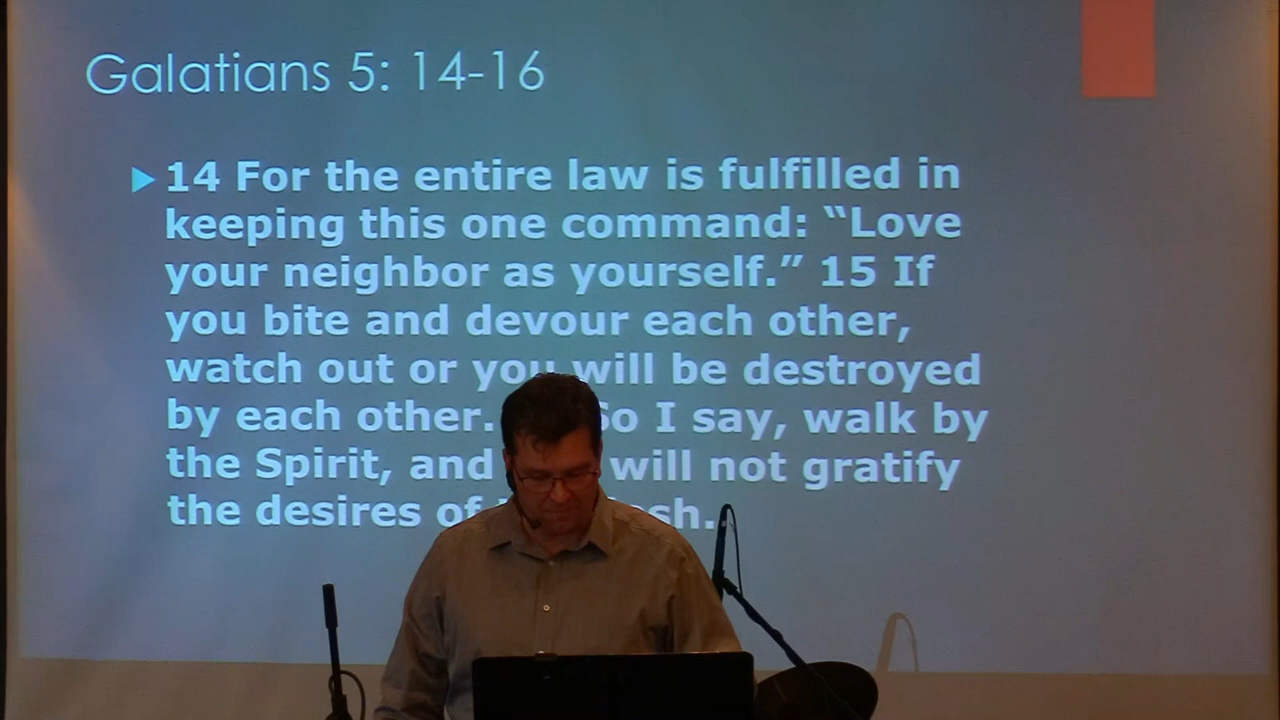 Galatians 5: 14-16
14 For the entire law is fulfilled in
keeping this one command: “Love
your neighbor as yourself.” 15 If
you bite and devour each other,
watch out or you will be destroyed
by each other. So I say, walk by
the Spirit, and will not gratify
the desires of